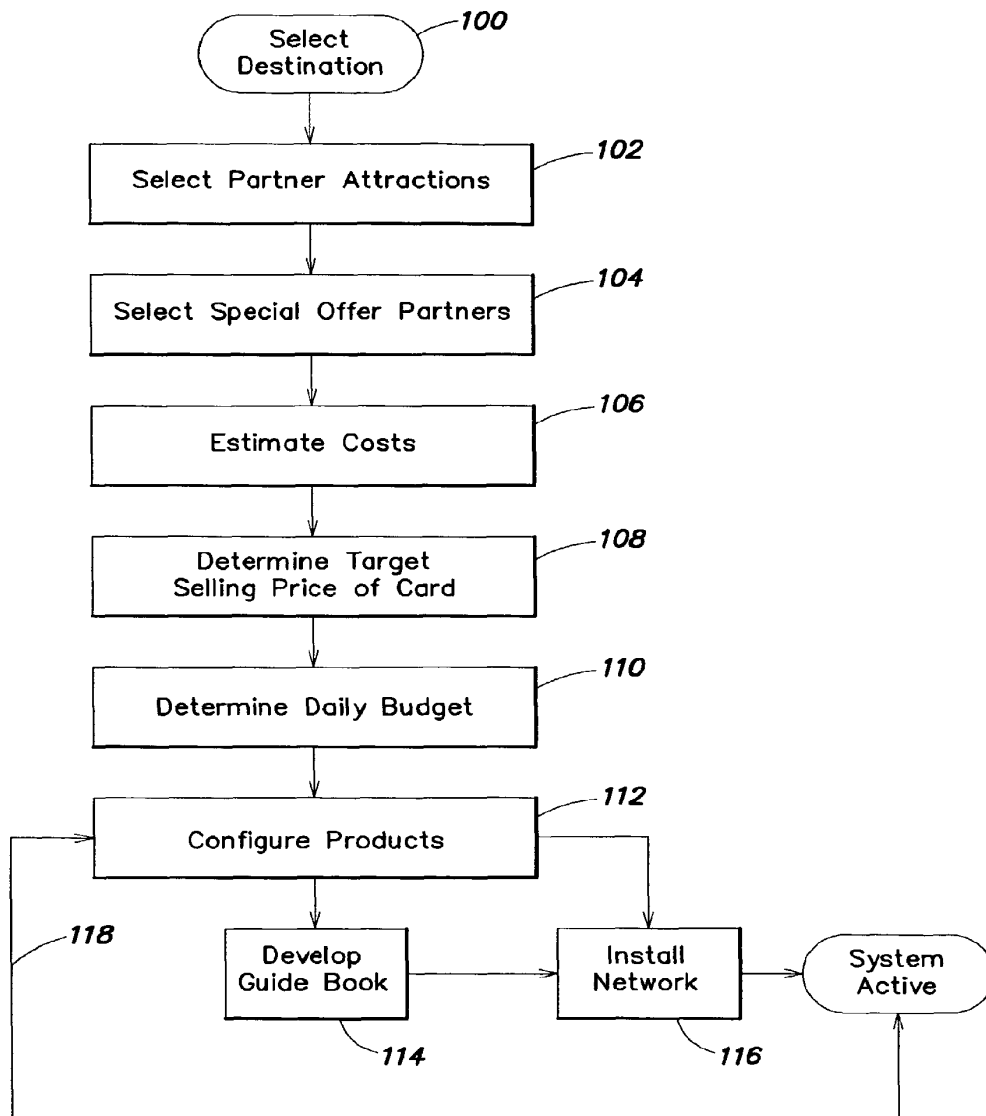 100
Select
Destination
102
Select Partner Attractions
104
Select Special Offer Partners
106
Estimate Costs
108
Determine Target
Selling Price of Card
110
Determine Daily Budget
112
Configure Products
118
Develop
Guide Book
Install
Network
System
Active
114
116